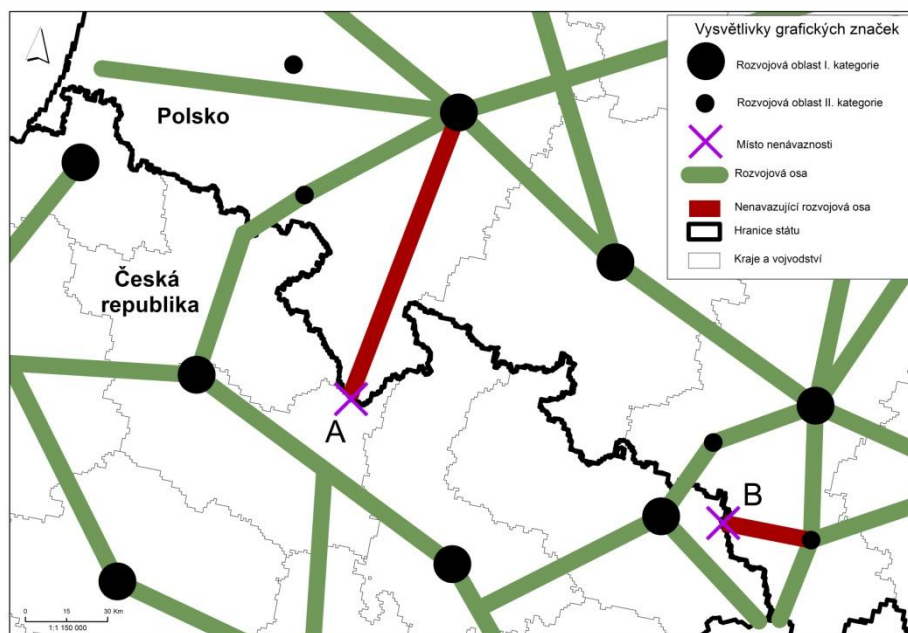 Vysvětlivky grafických značek
Rozvojová oblast I. kategorie
Rozvojová oblast II. kategorie
Místo nenávaznosti
Rozvojová osa
Nenavazující rozvojová osa
Hranice státu
Kraje a vojvodství
Polsko
Česká
republika
A
B
0 15 30 Km
1:1 150 000